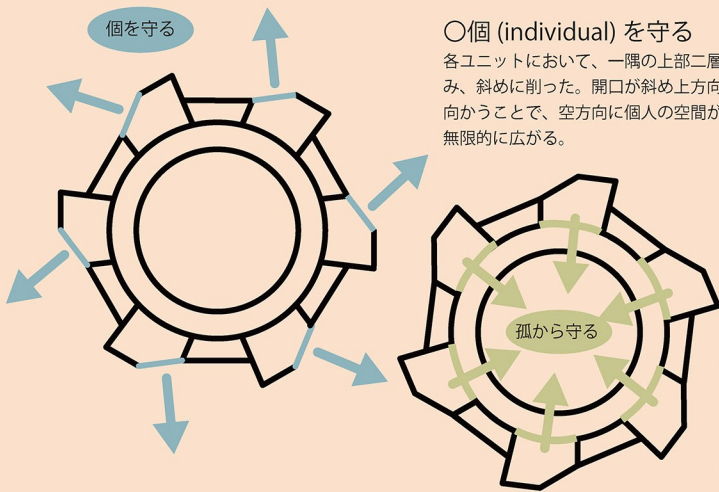 個を守る
〇個 (individual) を守る
各ユニットにおいて、一隅の上部二層
み、斜めに削った。開口が斜め上方向
向かうことで、空方向に個人の空間が
無限的に広がる。
孤から守る